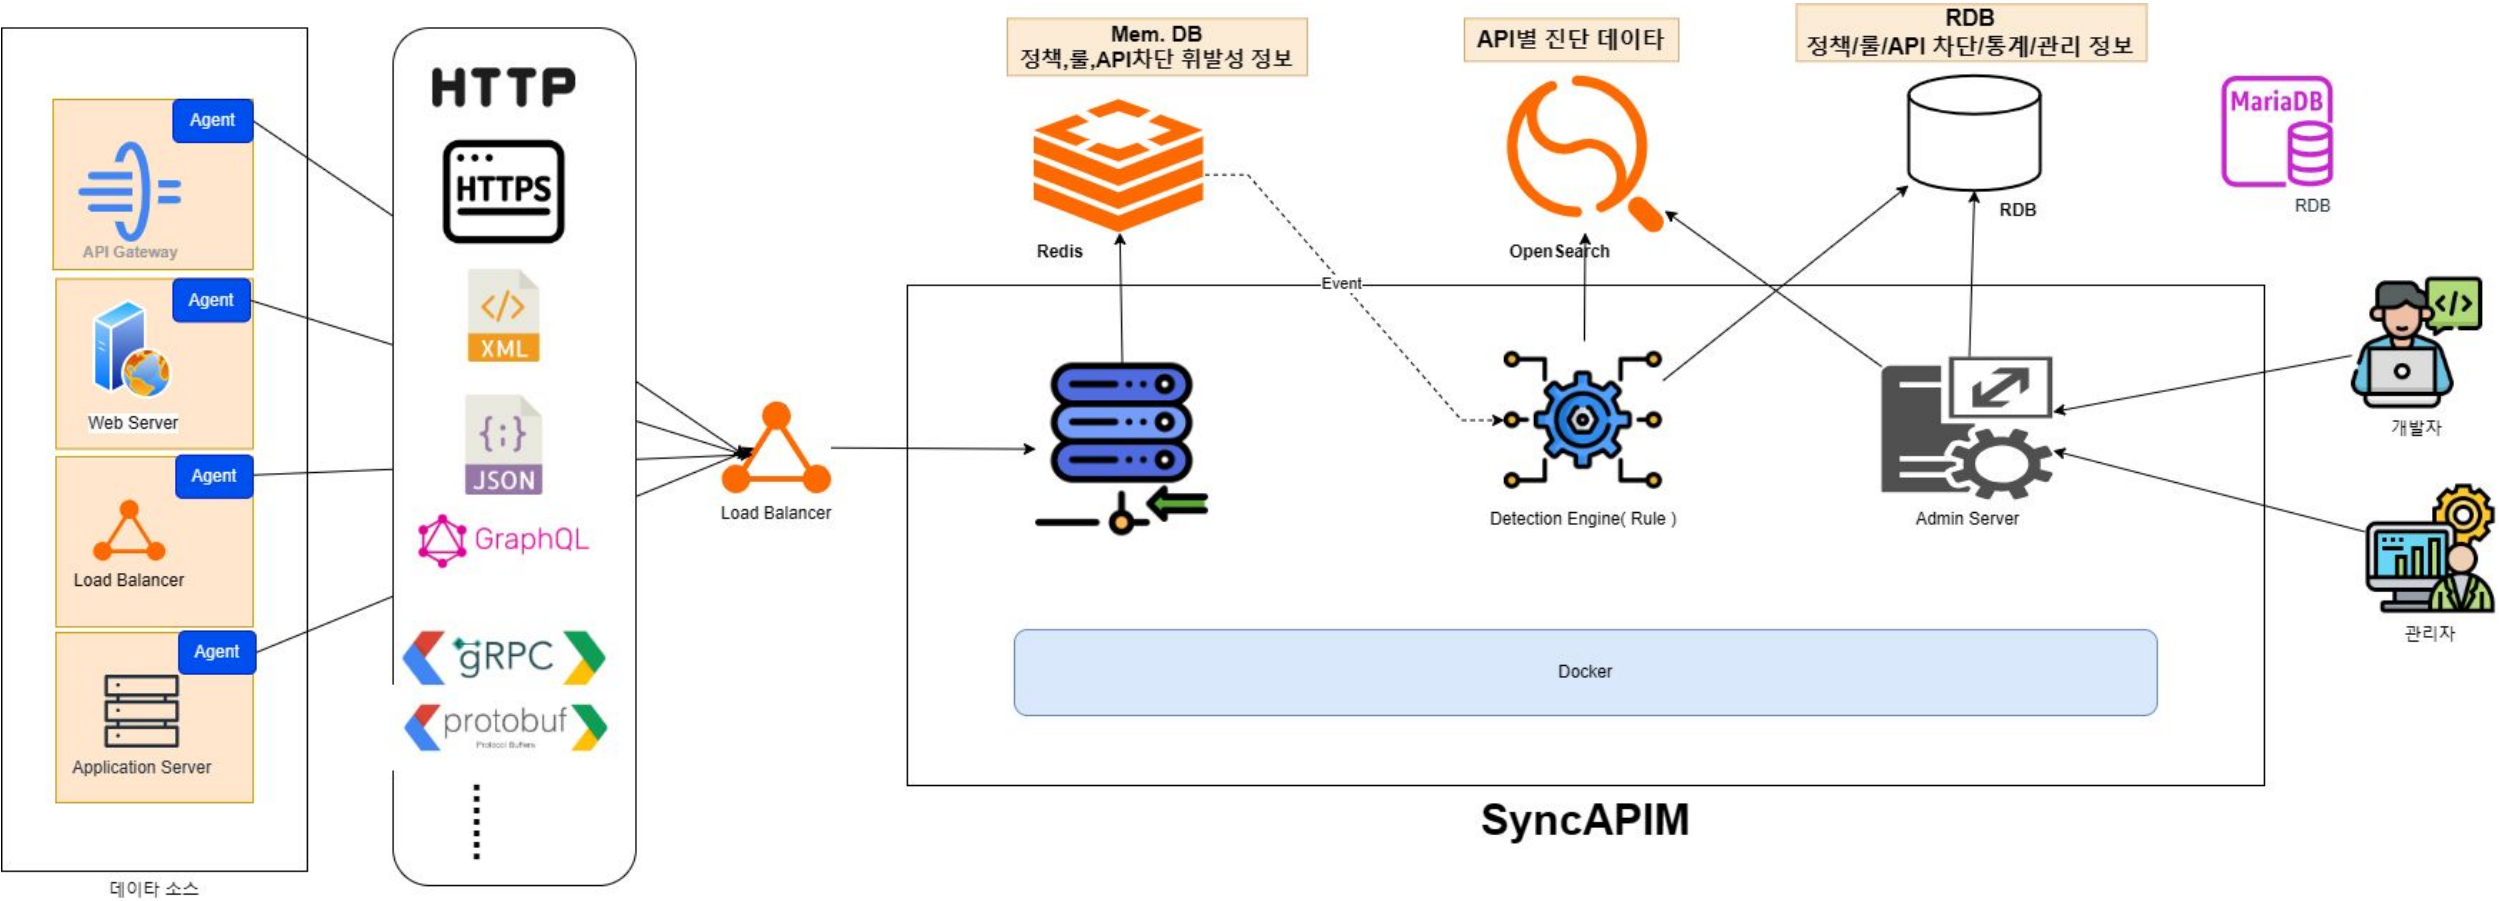 Agent
API Gateway
Agent
Web Server
Agent
Load Balancer
Agent
Application Server
데이타 소스
HTTP
HTTPS
</>
XML
{;}
JSON
GraphQL
gRPC
protobuf
Protocol Buffers
Load Balancer
Mem. DB
정책,룰,API차단 휘발성 정보
Redis
API별 진단 데이타
OpenSearch
RDB
정책/룰/API 차단/통계/관리 정보
RDB
MariaDB
RDB
Event
Detection Engine( Rule )
Admin Server
Docker
SyncAPIM
</>
개발자
관리자